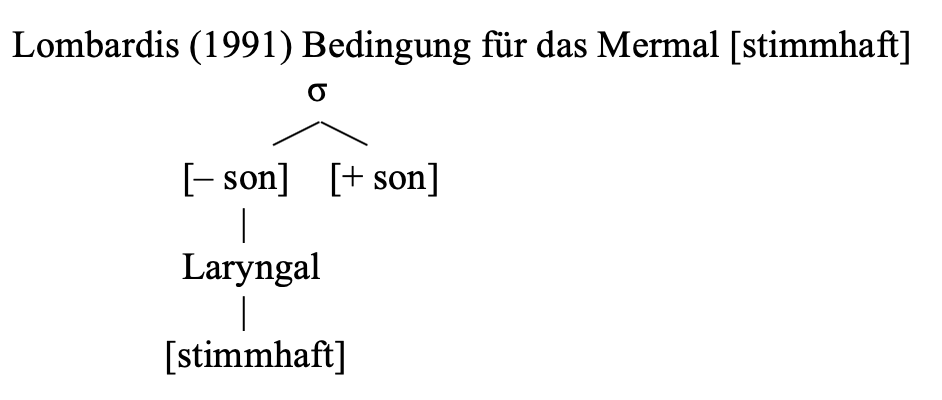 Lombardis (1991) Bedingung für das Mermal [stimmhaft]
σ
[– son] [+ son]
Laryngal
[stimmhaft]